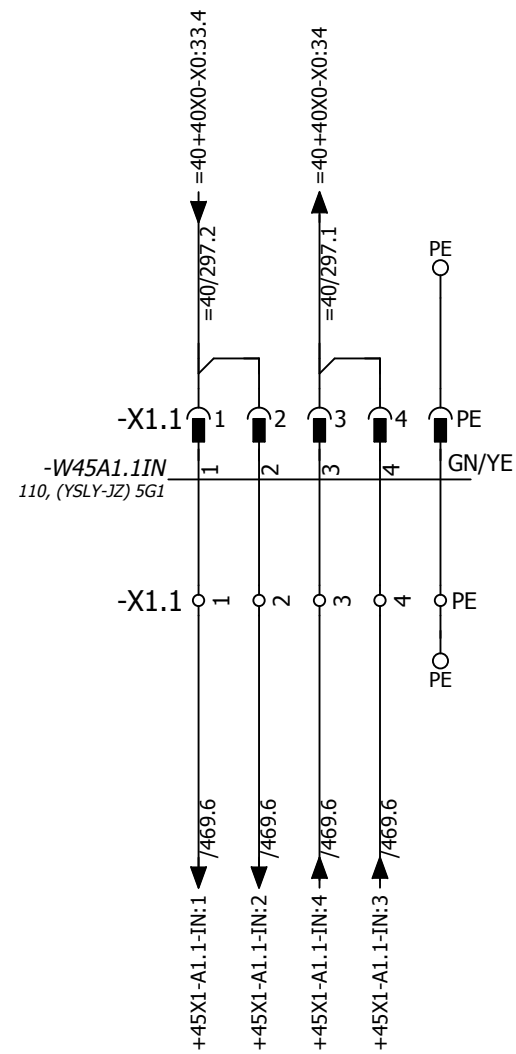 =40+40X0-X0:33.4
=40+40X0-X0:34
=40/297.2
=40/297.1
PE
-X1.1 1 2 3 4 PE
-W45A1.1IN 1 2 3 4 GN/YE
110, (YSLY-JZ) 5G1
-X1.1 1 2 3 4 PE
PE
/469.6
/469.6
/469.6
/469.6
+45X1-A1.1-IN:1
+45X1-A1.1-IN:2
+45X1-A1.1-IN:4
+45X1-A1.1-IN:3